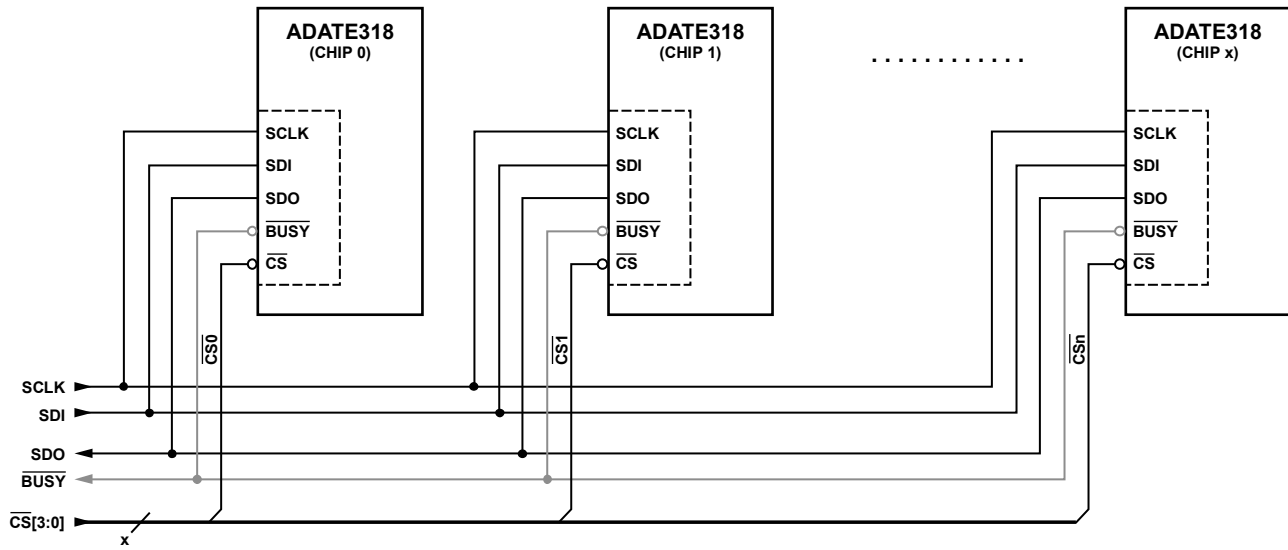 ADATE318
(CHIP 0)
SCLK
SDI
SDO
BUSY
CS
CS0
ADATE318
(CHIP 1)
SCLK
SDI
SDO
BUSY
CS
CS1
............
ADATE318
(CHIP x)
SCLK
SDI
SDO
BUSY
CS
CSn
SCLK
SDI
SDO
BUSY
CS[3:0]
x